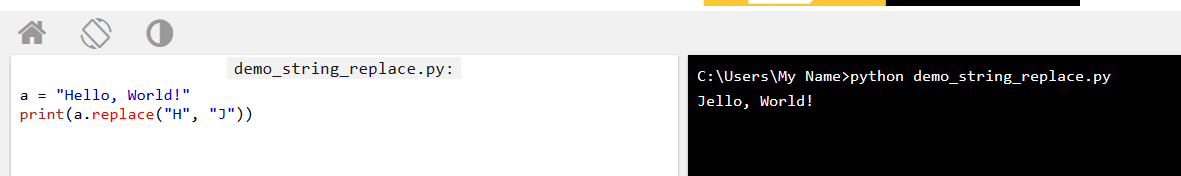 demo_string_replace.py:
a = "Hello, World!"
print(a.replace("H", "J"))
C:\Users\My Name>python demo_string_replace.py
Jello, World!